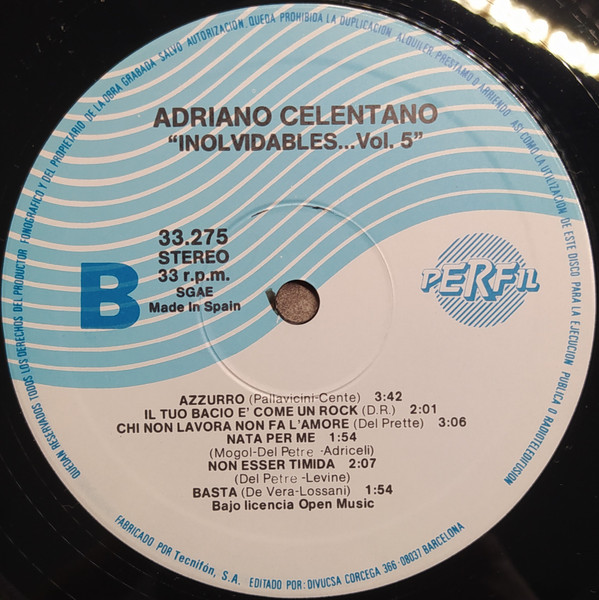 QUEDAN RESERVADOS TODOS LOS DERECHOS DEL PRODUCTOR FONOGRAFICO Y DEL PROPIETARIO DE LA OBRA GRABADA SALVO AUTORIZACION. QUEDA PROHIBIDA LA DUPLICACION, ALQUILER, PRESTAMO O ARRIENDO ASI COMO LA UTILIZACION DE ESTE DISCO PARA LA EJECUCION PUBLICA O RADIOTELEDIFUSION
ADRIANO CELENTANO
"INOLVIDABLES...Vol. 5"
33.275
STEREO
33 r.p.m.
SGAE
Made in Spain
B
PERFIL
AZZURRO (Pallavicini-Cente) 3:42
IL TUO BACIO E' COME UN ROCK (D.R.) 2:01
CHI NON LAVORA NON FA L'AMORE (Del Prette) 3:06
NATA PER ME 1:54
(Mogol-Del Petre -Adriceli)
NON ESSER TIMIDA 2:07
(Del Petre -Levine)
BASTA (De Vera-Lossani) 1:54
Bajo licencia Open Music
FABRICADO POR Tecnifón, S.A. EDITADO POR: DIVUCSA CORCEGA 366 -08037 BARCELONA